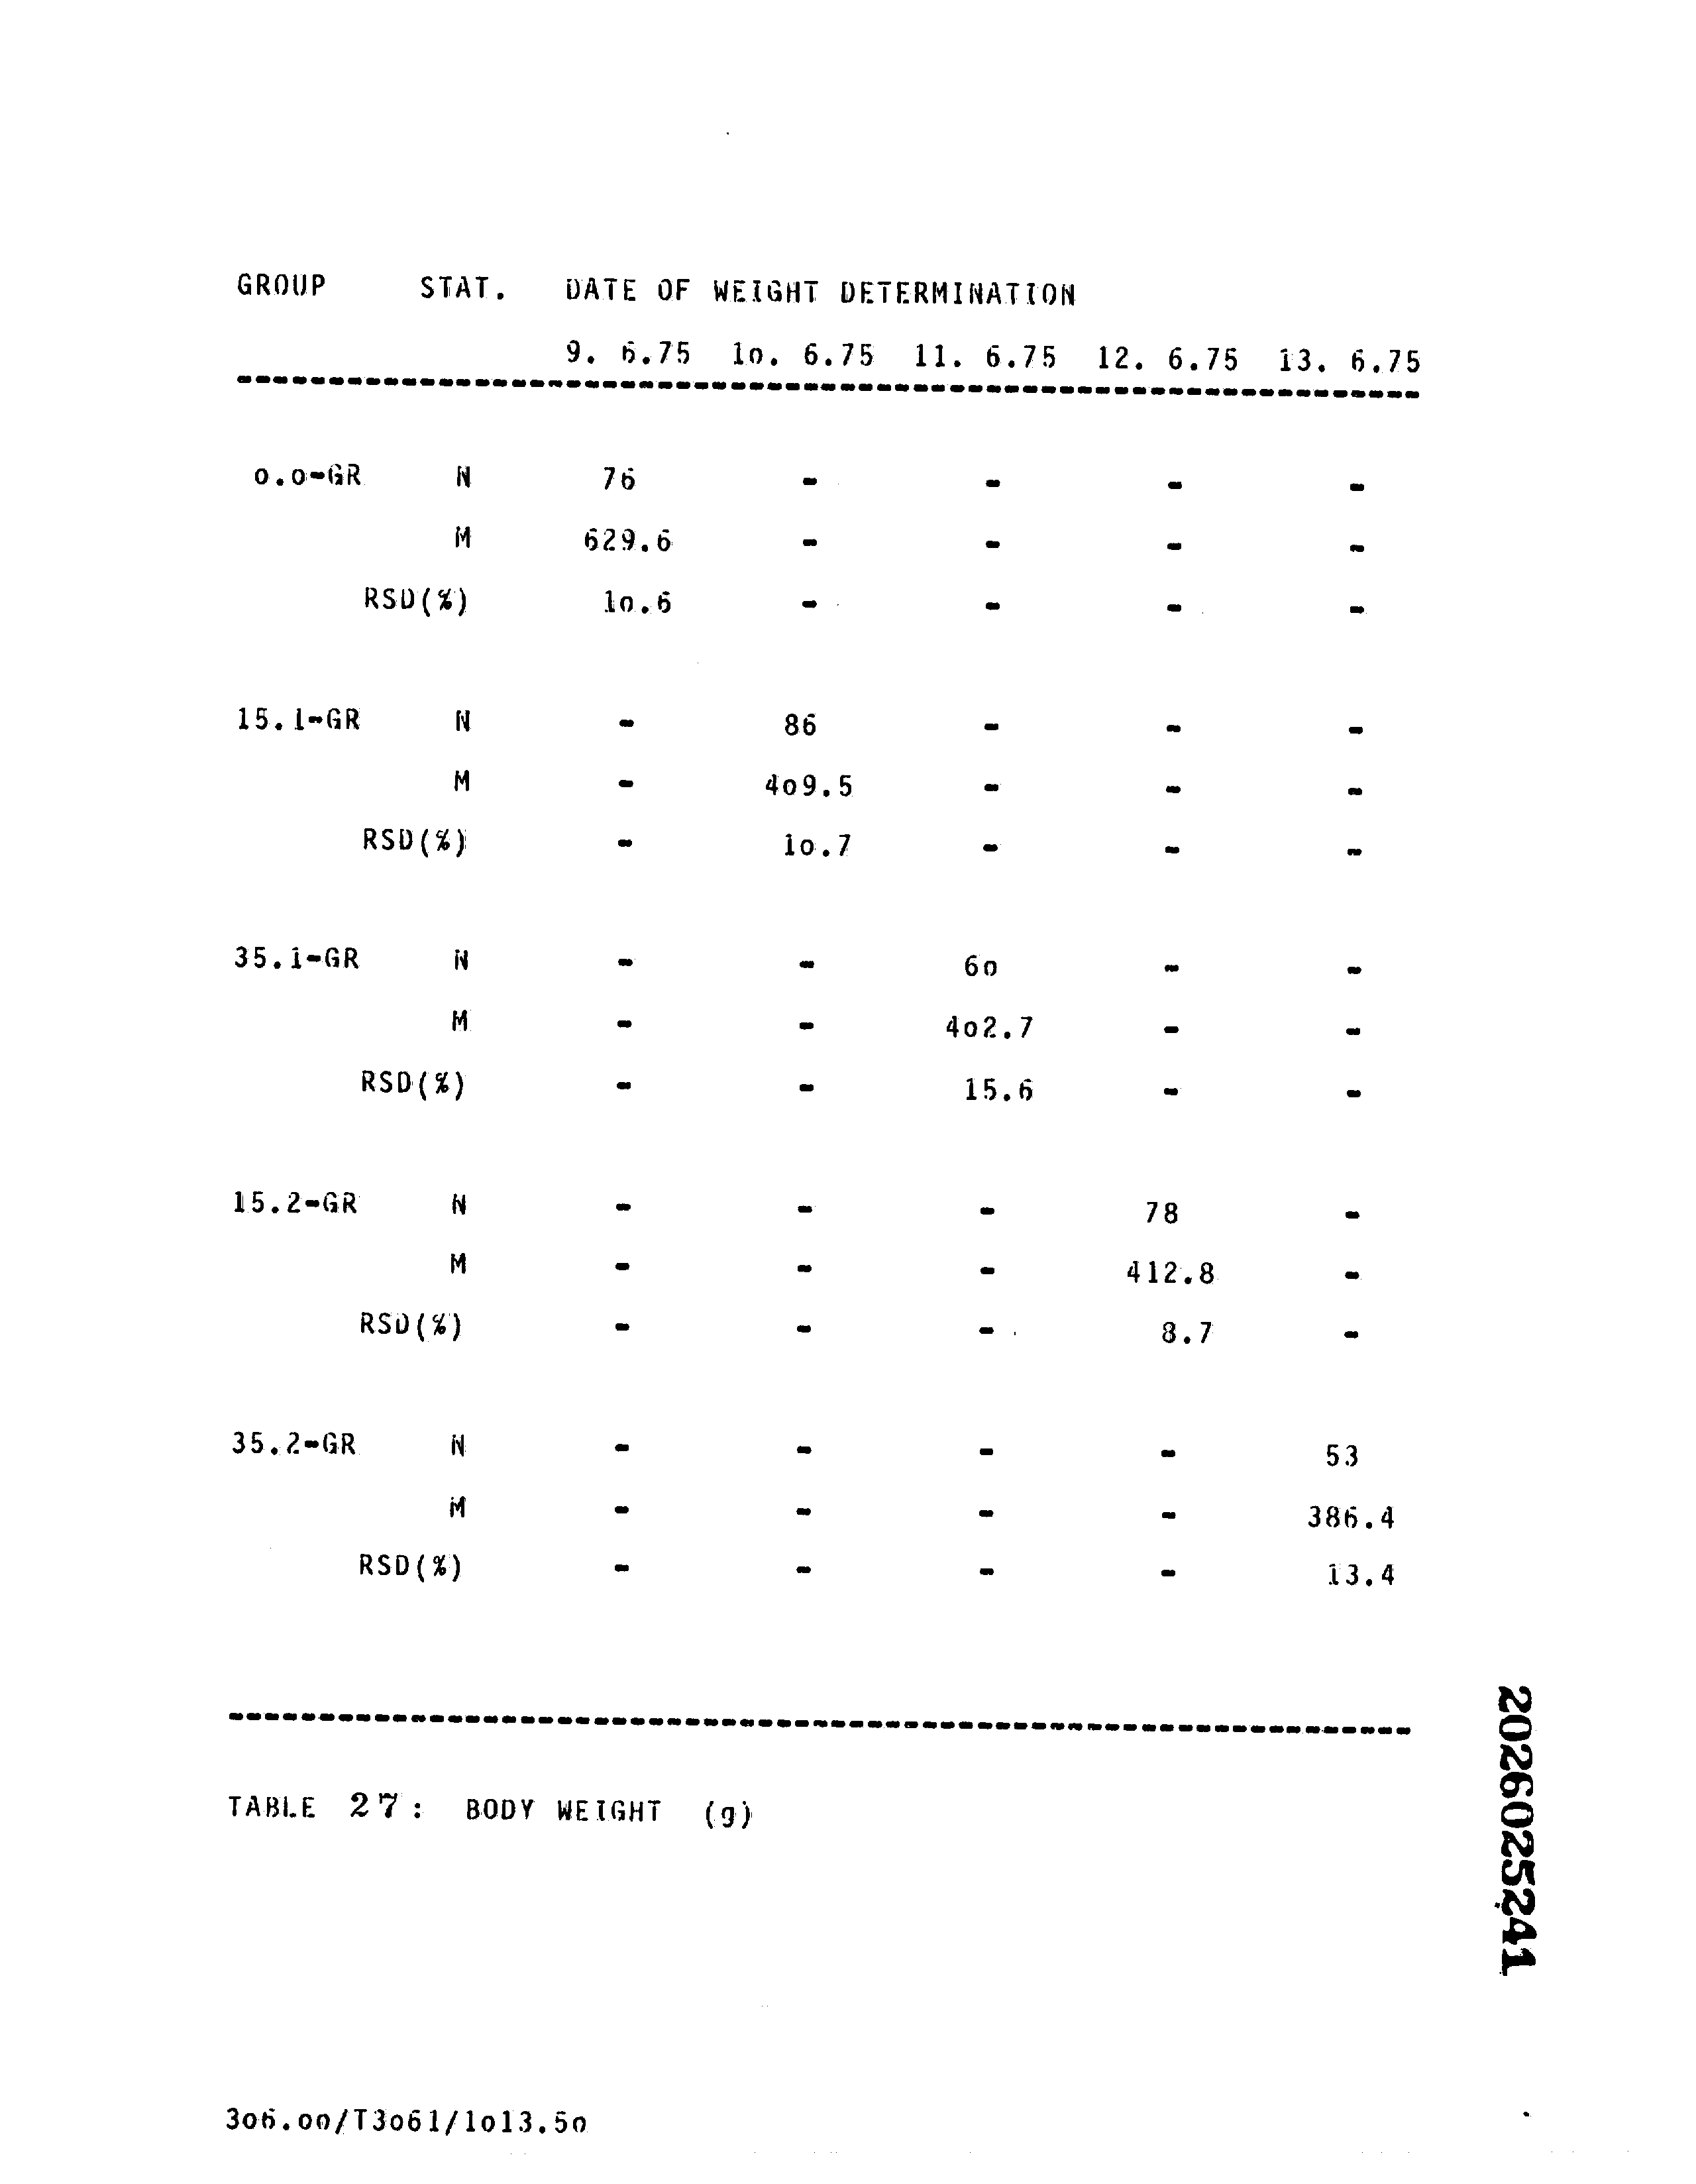 GROUP STAT. DATE OF WEIGHT DETERMINATION
9. 6.75 1o. 6.75 11. 6.75 12. 6.75 13. 6.75
o.o-GR N 76 - - - -
M 629.6 - - - -
RSD(%) 1o.6 - - - -
15.1-GR N - 86 - - -
M - 4o9.5 - - -
RSD(%) - 1o.7 - - -
35.1-GR N - - 6o - -
M - - 4o2.7 - -
RSD(%) - - 15.6 - -
15.2-GR N - - - 78 -
M - - - 412.8 -
RSD(%) - - - 8.7 -
35.2-GR N - - - - 53
M - - - - 386.4
RSD(%) - - - - 13.4
TABLE 27: BODY WEIGHT (g)
2026025241
3o6.oo/T3o61/1o13.5o